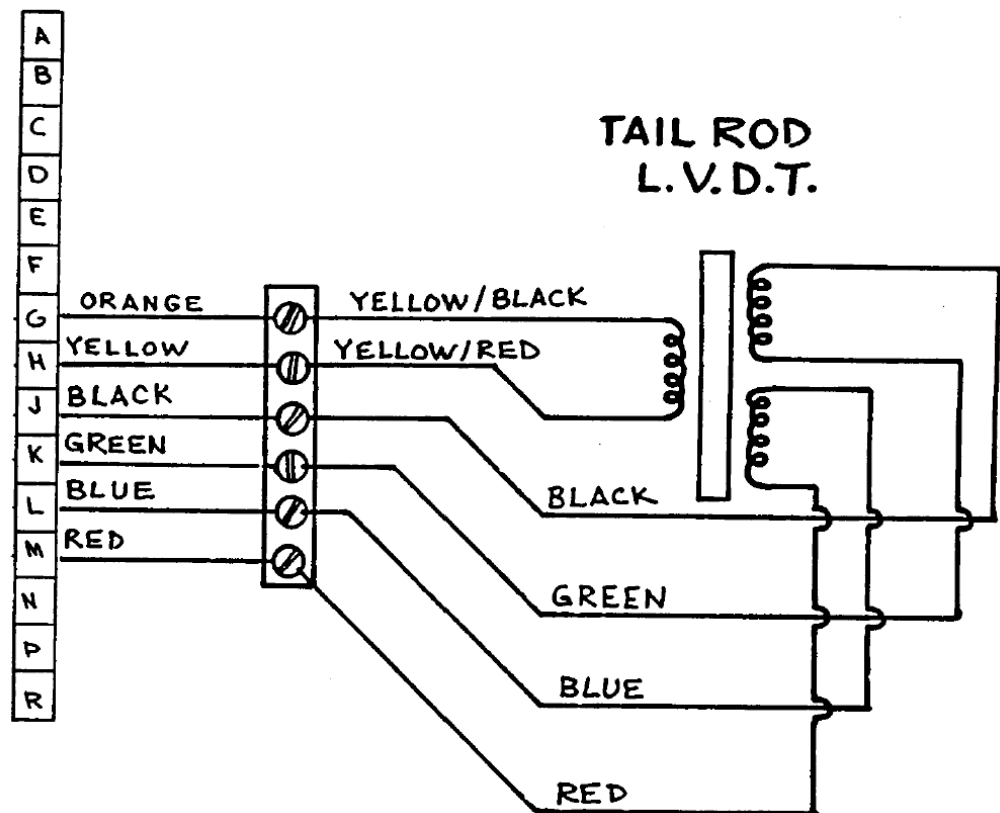 A
B
C
D
E
F
G
H
J
K
L
M
N
P
R
TAIL ROD
L.V.D.T.
ORANGE
YELLOW/BLACK
YELLOW
YELLOW/RED
BLACK
GREEN
BLUE
RED
BLACK
GREEN
BLUE
RED